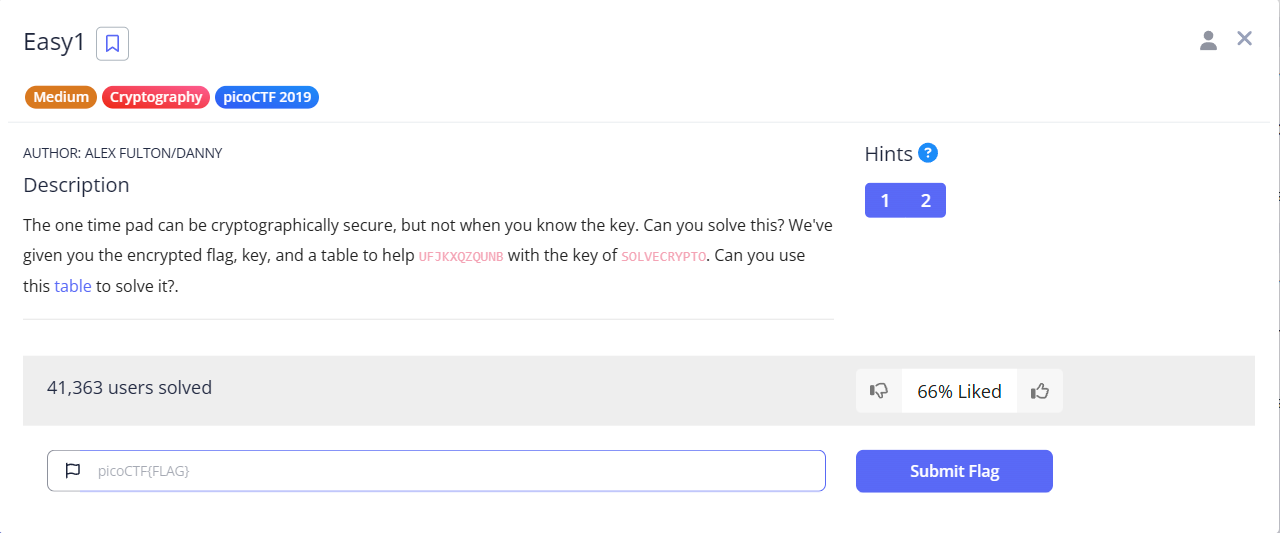 Easy1
Medium Cryptography picoCTF 2019
AUTHOR: ALEX FULTON/DANNY
Hints ?
Description
1 2
The one time pad can be cryptographically secure, but not when you know the key. Can you solve this? We've
given you the encrypted flag, key, and a table to help UFJKXQZQUNB with the key of SOLVECRYPTO. Can you use
this table to solve it?.
41,363 users solved
66% Liked
picoCTF{FLAG}
Submit Flag